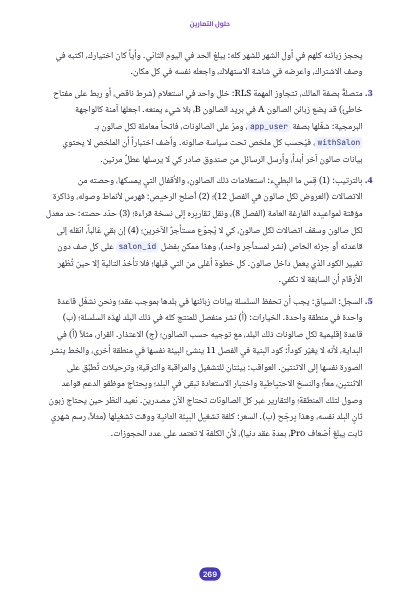 حلول التمارين
يحجز زبائنه كلهم في أول الشهر للشهر كله: يبلغ الحد في اليوم الثاني. وأياً كان اختيارك، اكتبه في
وصف الاشتراك، واعرضه في شاشة الاستهلاك، واجعله نفسه في كل مكان.
3. متصلةٌ بصفة المالك، تتجاوز المهمة RLS: خلل واحد في استعلام (شرط ناقص، أو ربط على مفتاح
خاطئ) قد يضع زبائن الصالون A في بريد الصالون B، بلا شيء يمنعه. اجعلها آمنة كالواجهة
البرمجية: شغّلها بصفة app_user، ومرّ على الصالونات، فاتحاً معاملة لكل صالون بـ
withSalon، فيُحسب كل ملخص تحت سياسة صالونه. وأضف اختباراً أن الملخص لا يحتوي
بيانات صالون آخر أبداً، وأرسل الرسائل من صندوق صادر كي لا يرسلها عطلٌ مرتين.
4. بالترتيب: (1) قِس ما البطيء: استعلامات ذلك الصالون، والأقفال التي يمسكها، وحصته من
الاتصالات (العروض لكل صالون في الفصل 12)؛ (2) أصلح الرخيص: فهرس لأنماط وصوله، وذاكرة
مؤقتة لمواعيده الفارغة العامة (الفصل 8)، ونقل تقاريره إلى نسخة قراءة؛ (3) حدّد حصته: حد معدل
لكل صالون وسقف اتصالات لكل صالون، كي لا يُجوّع مستأجرٌ الآخرين؛ (4) إن بقي غالباً، انقله إلى
قاعدته أو جزئه الخاص (نشر لمستأجر واحد)، وهذا ممكن بفضل salon_id على كل صف دون
تغيير الكود الذي يعمل داخل صالون. كل خطوة أغلى من التي قبلها؛ فلا تأخذ التالية إلا حين تُظهر
الأرقام أن السابقة لا تكفي.
5. السجل: السياق: يجب أن تحفظ السلسلة بيانات زبائنها في بلدها بموجب عقد؛ ونحن نشغّل قاعدة
واحدة في منطقة واحدة. الخيارات: (أ) نشر منفصل للمنتج كله في ذلك البلد لهذه السلسلة؛ (ب)
قاعدة إقليمية لكل صالونات ذلك البلد، مع توجيه حسب الصالون؛ (ج) الاعتذار. القرار، مثلاً: (أ) في
البداية، لأنه لا يغيّر كوداً: كود البنية في الفصل 11 ينشئ البيئة نفسها في منطقة أخرى، والخط ينشر
الصورة نفسها إلى الاثنتين. العواقب: بيئتان للتشغيل والمراقبة والترقية؛ وترحيلات تُطبَّق على
الاثنتين، معاً؛ والنسخ الاحتياطية واختبار الاستعادة تبقى في البلد؛ ويحتاج موظفو الدعم قواعد
وصول لتلك المنطقة؛ والتقارير عبر كل الصالونات تحتاج الآن مصدرين. نعيد النظر حين يحتاج زبون
ثانٍ البلد نفسه، وهذا يرجّح (ب). السعر: كلفة تشغيل البيئة الثانية ووقت تشغيلها (مثلاً، رسم شهري
ثابت يبلغ أضعاف Pro، بمدة عقد دنيا)، لأن الكلفة لا تعتمد على عدد الحجوزات.
269